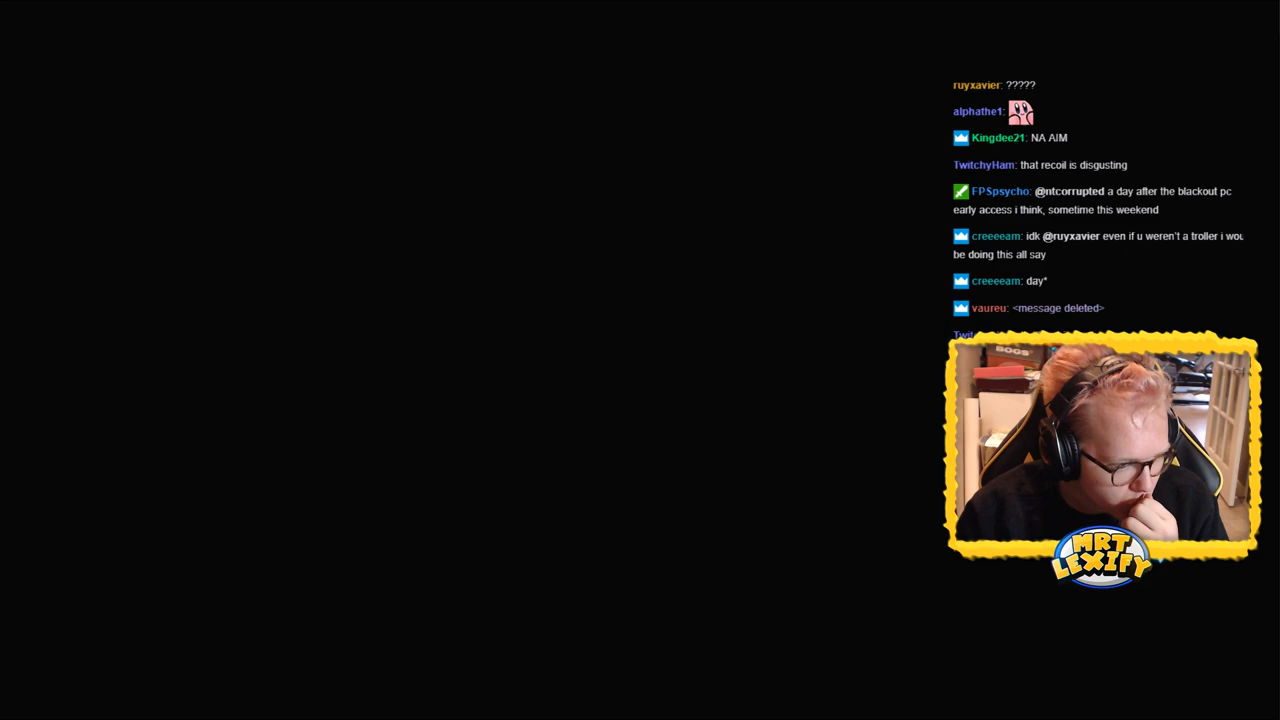 ruyxavier: ?????
alphathe1:
Kingdee21: NA AIM
TwitchyHam: that recoil is disgusting
FPSpsycho: @ntcorrupted a day after the blackout pc
early access i think, sometime this weekend
creeeeam: idk @ruyxavier even if u weren't a troller i wou
be doing this all say
creeeeam: day*
vaureu: <message deleted>
Twit
BOGS
MRT
LEXIFY